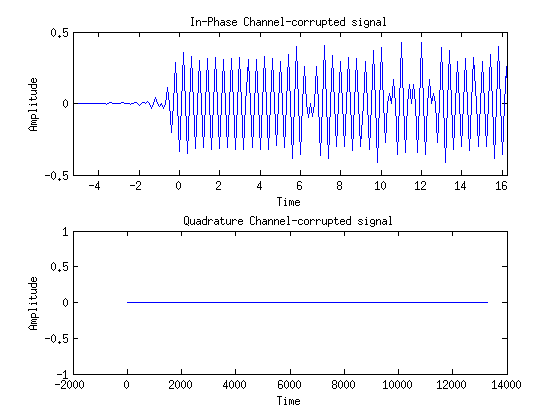 In-Phase Channel-corrupted signal
0.5
0
-0.5
Amplitude
-4 -2 0 2 4 6 8 10 12 14 16
Time
Quadrature Channel-corrupted signal
1
0.5
0
-0.5
-1
Amplitude
-2000 0 2000 4000 6000 8000 10000 12000 14000
Time